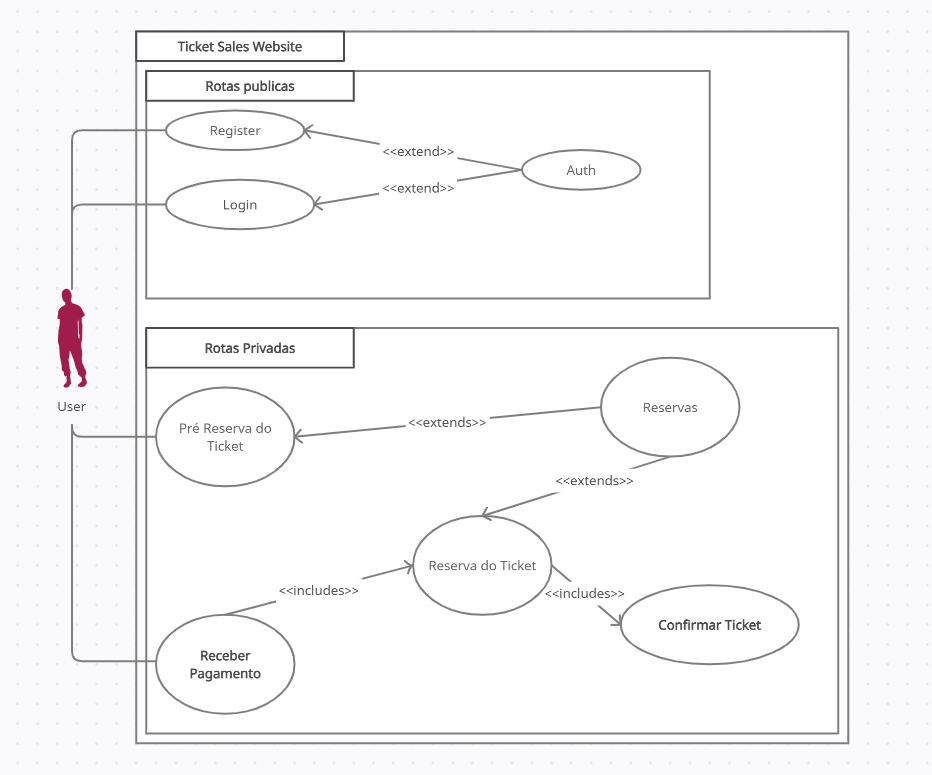 Ticket Sales Website
Rotas publicas
Register
<<extend>>
Auth
<<extend>>
Login
Rotas Privadas
User
Pré Reserva do
Ticket
<<extends>>
Reservas
<<extends>>
Reserva do Ticket
<<includes>>
<<includes>>
Confirmar Ticket
Receber
Pagamento